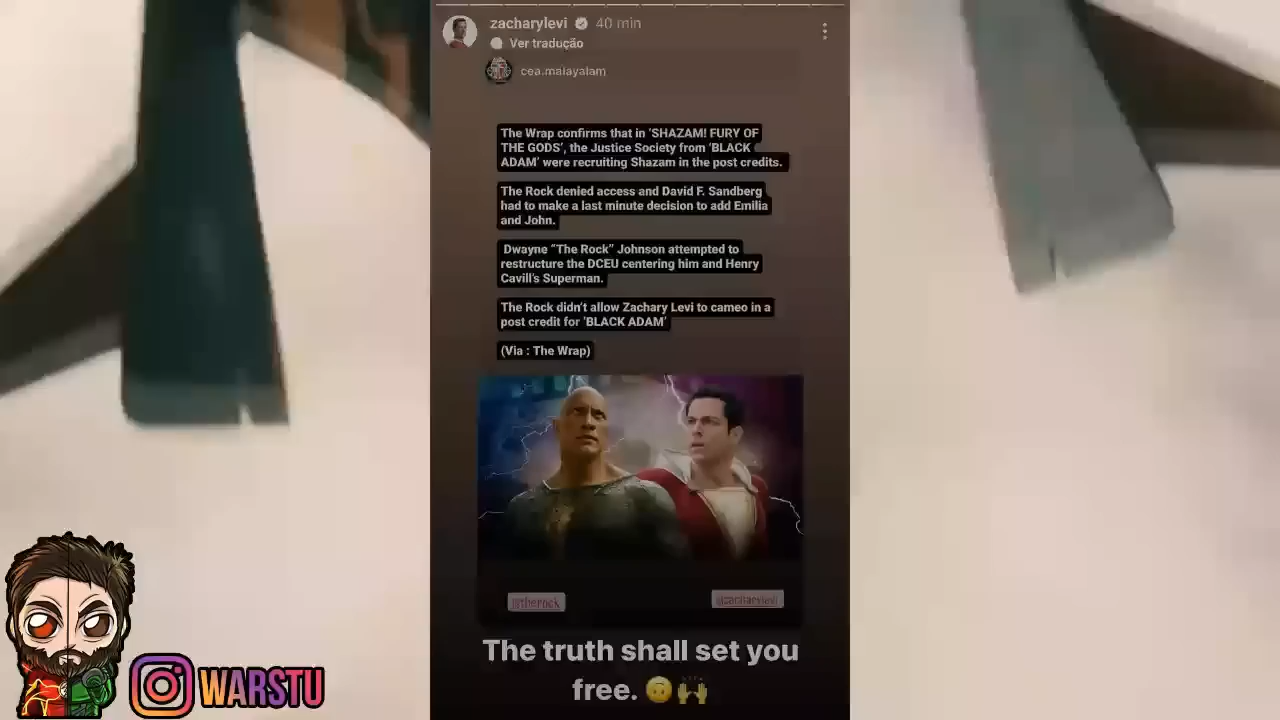 zacharylevi 40 min
Ver tradução
cea.malayalam
The Wrap confirms that in 'SHAZAM! FURY OF
THE GODS', the Justice Society from 'BLACK
ADAM' were recruiting Shazam in the post credits.
The Rock denied access and David F. Sandberg
had to make a last minute decision to add Emilia
and John.
Dwayne “The Rock” Johnson attempted to
restructure the DCEU centering him and Henry
Cavill's Superman.
The Rock didn't allow Zachary Levi to cameo in a
post credit for 'BLACK ADAM'
(Via : The Wrap)
@therock
@zacharylevi
The truth shall set you
free. 🙃🙌
WARSTU